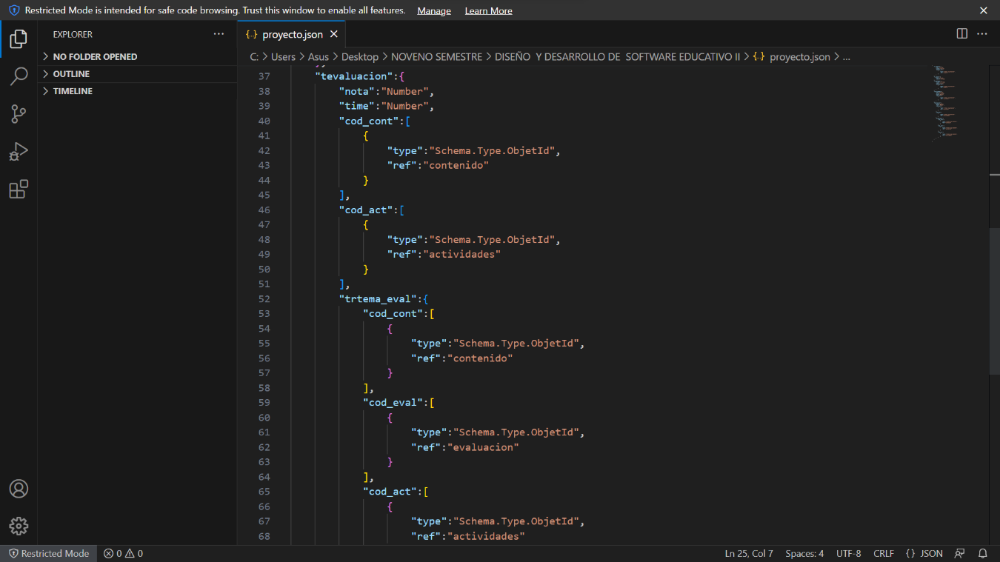 Restricted Mode is intended for safe code browsing. Trust this window to enable all features. Manage Learn More
EXPLORER
NO FOLDER OPENED
OUTLINE
TIMELINE
proyecto.json
C: > Users > Asus > Desktop > NOVENO SEMESTRE > DISEÑO Y DESARROLLO DE SOFTWARE EDUCATIVO II > {..} proyecto.json > ...
37 "tevaluacion":{
38 "nota":"Number",
39 "time":"Number",
40 "cod_cont":[
41 {
42 "type":"Schema.Type.ObjetId",
43 "ref":"contenido"
44 }
45 ],
46 "cod_act":[
47 {
48 "type":"Schema.Type.ObjetId",
49 "ref":"actividades"
50 }
51 ],
52 "trtema_eval":{
53 "cod_cont":[
54 {
55 "type":"Schema.Type.ObjetId",
56 "ref":"contenido"
57 }
58 ],
59 "cod_eval":[
60 {
61 "type":"Schema.Type.ObjetId",
62 "ref":"evaluacion"
63 }
64 ],
65 "cod_act":[
66 {
67 "type":"Schema.Type.ObjetId",
68 "ref":"actividades"
Restricted Mode 0 0 Ln 25, Col 7 Spaces: 4 UTF-8 CRLF {} JSON